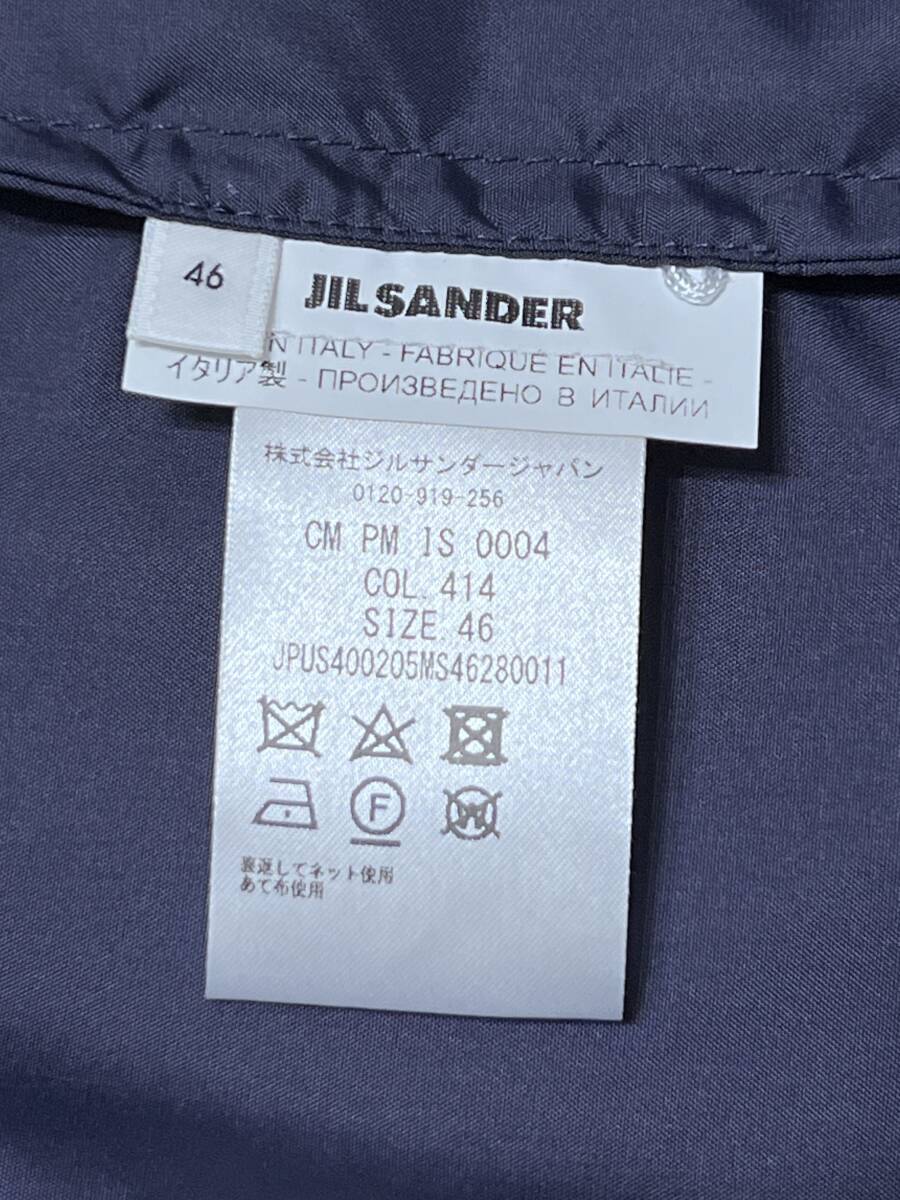 46
JIL SANDER
IN ITALY - FABRIQUÉ EN ITALIE -
イタリア製 - ПРОИЗВЕДЕНО В ИТАЛИИ
株式会社ジルサンダージャパン
0120-919-256
CM PM IS 0004
COL. 414
SIZE. 46
JPUS400205MS46280011
F
W
裏返してネット使用
あて布使用